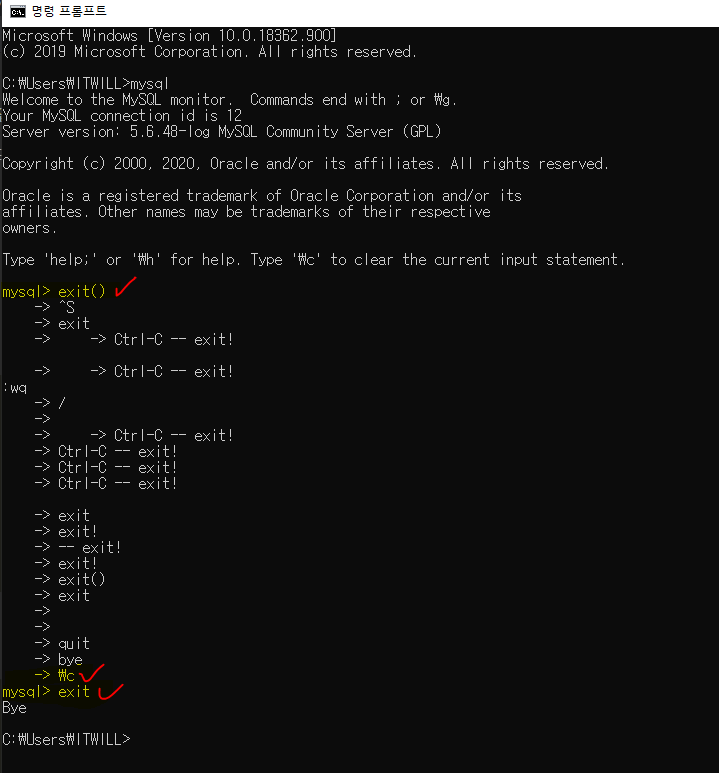 명령 프롬프트
Microsoft Windows [Version 10.0.18362.900]
(c) 2019 Microsoft Corporation. All rights reserved.
C:₩Users₩ITWILL>mysql
Welcome to the MySQL monitor.  Commands end with ; or ₩g.
Your MySQL connection id is 12
Server version: 5.6.48-log MySQL Community Server (GPL)
Copyright (c) 2000, 2020, Oracle and/or its affiliates. All rights reserved.
Oracle is a registered trademark of Oracle Corporation and/or its
affiliates. Other names may be trademarks of their respective
owners.
Type 'help;' or '₩h' for help. Type '₩c' to clear the current input statement.
mysql> exit()
    -> ^S
    -> exit
    ->     -> Ctrl-C -- exit!
    ->     -> Ctrl-C -- exit!
:wq
    -> /
    ->
    ->     -> Ctrl-C -- exit!
    -> Ctrl-C -- exit!
    -> Ctrl-C -- exit!
    -> Ctrl-C -- exit!
    -> exit
    -> exit!
    -> -- exit!
    -> exit!
    -> exit()
    -> exit
    ->
    ->
    -> quit
    -> bye
    -> ₩c
mysql> exit
Bye
C:₩Users₩ITWILL>